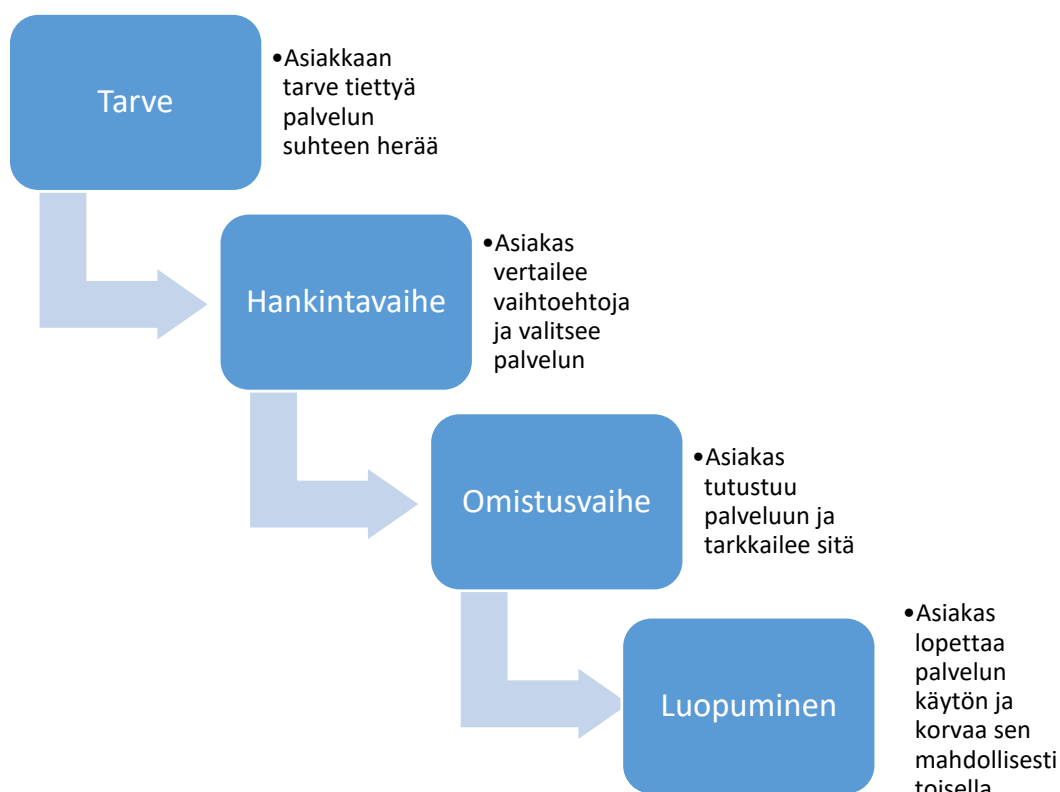 Tarve
•Asiakkaan
tarve tiettyä
palvelun
suhteen herää
Hankintavaihe
•Asiakas
vertailee
vaihtoehtoja
ja valitsee
palvelun
Omistusvaihe
•Asiakas
tutustuu
palveluun ja
tarkkailee sitä
Luopuminen
•Asiakas
lopettaa
palvelun
käytön ja
korvaa sen
mahdollisesti
toisella